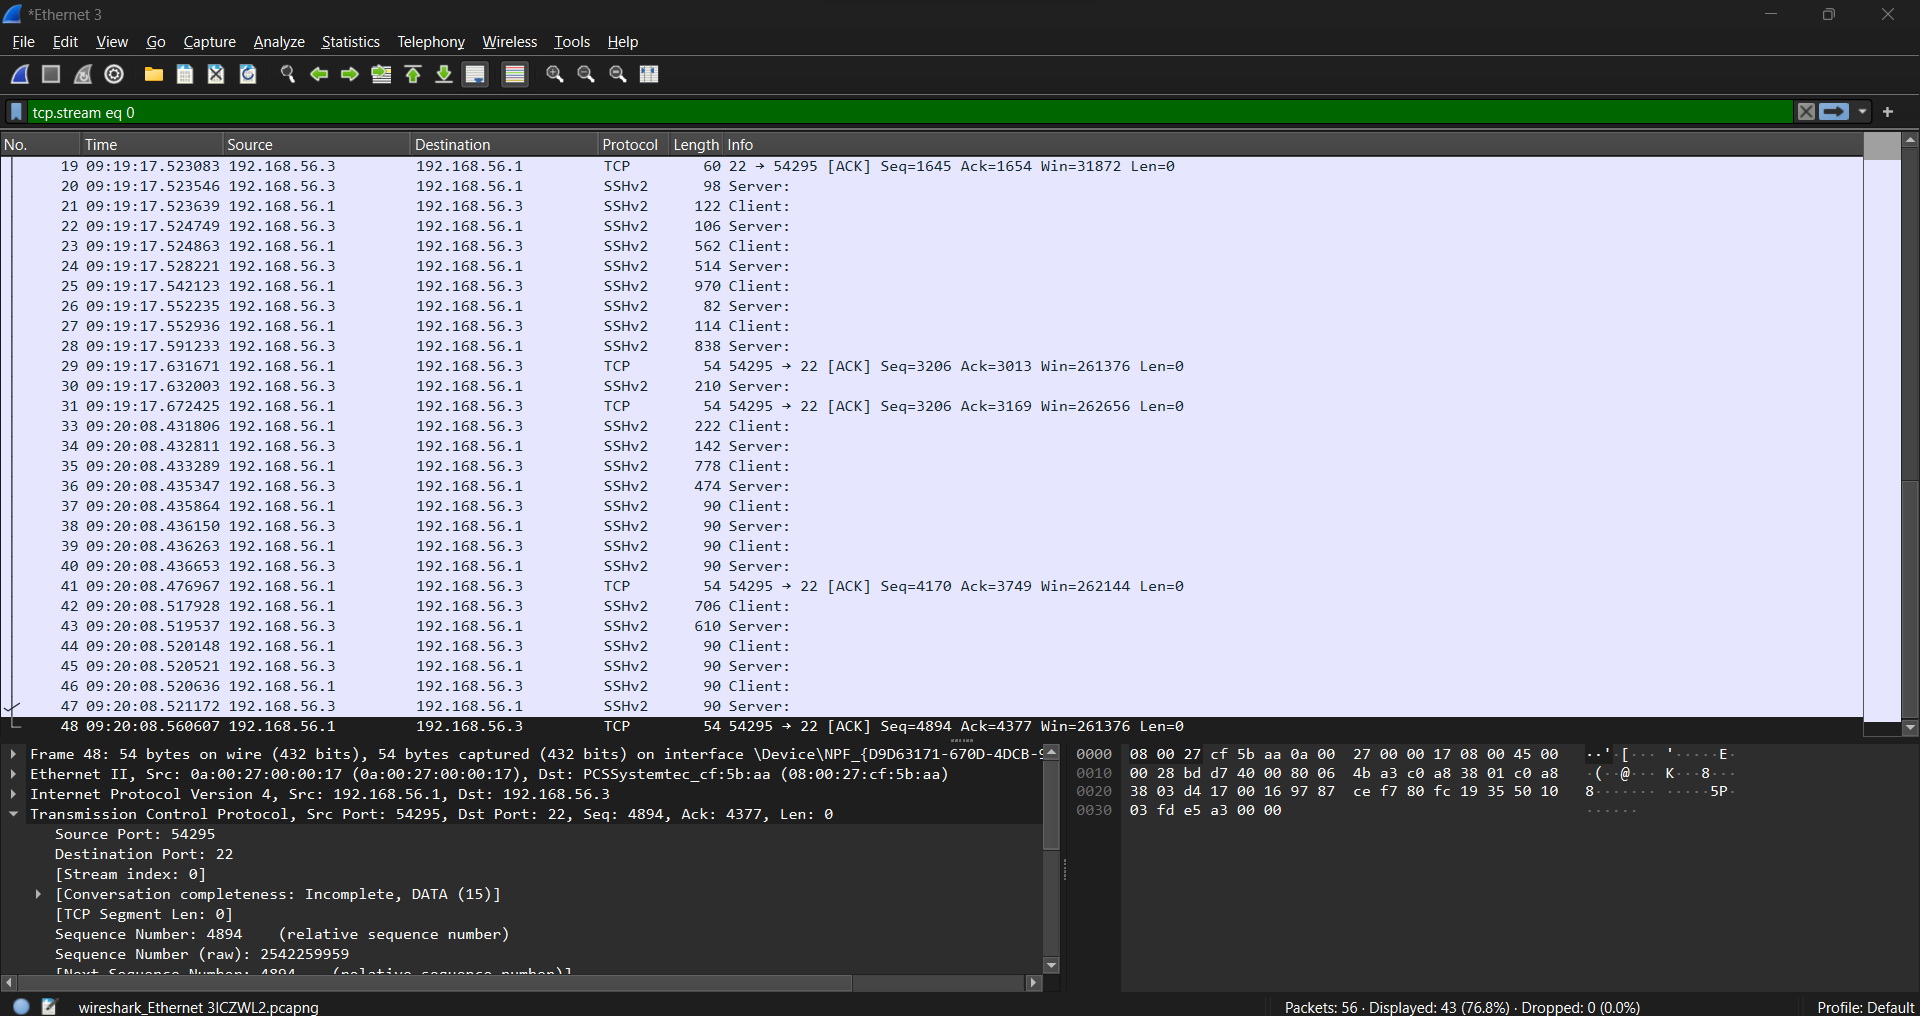 *Ethernet 3
File Edit View Go Capture Analyze Statistics Telephony Wireless Tools Help
tcp.stream eq 0
No. Time Source Destination Protocol Length Info
19 09:19:17.523083 192.168.56.3 192.168.56.1 TCP 60 22 → 54295 [ACK] Seq=1645 Ack=1654 Win=31872 Len=0
20 09:19:17.523546 192.168.56.3 192.168.56.1 SSHv2 98 Server:
21 09:19:17.523639 192.168.56.1 192.168.56.3 SSHv2 122 Client:
22 09:19:17.524749 192.168.56.3 192.168.56.1 SSHv2 106 Server:
23 09:19:17.524863 192.168.56.1 192.168.56.3 SSHv2 562 Client:
24 09:19:17.528221 192.168.56.3 192.168.56.1 SSHv2 514 Server:
25 09:19:17.542123 192.168.56.1 192.168.56.3 SSHv2 970 Client:
26 09:19:17.552235 192.168.56.3 192.168.56.1 SSHv2 82 Server:
27 09:19:17.552936 192.168.56.1 192.168.56.3 SSHv2 114 Client:
28 09:19:17.591233 192.168.56.3 192.168.56.1 SSHv2 838 Server:
29 09:19:17.631671 192.168.56.1 192.168.56.3 TCP 54 54295 → 22 [ACK] Seq=3206 Ack=3013 Win=261376 Len=0
30 09:19:17.632003 192.168.56.3 192.168.56.1 SSHv2 210 Server:
31 09:19:17.672425 192.168.56.1 192.168.56.3 TCP 54 54295 → 22 [ACK] Seq=3206 Ack=3169 Win=262656 Len=0
33 09:20:08.431806 192.168.56.1 192.168.56.3 SSHv2 222 Client:
34 09:20:08.432811 192.168.56.3 192.168.56.1 SSHv2 142 Server:
35 09:20:08.433289 192.168.56.1 192.168.56.3 SSHv2 778 Client:
36 09:20:08.435347 192.168.56.3 192.168.56.1 SSHv2 474 Server:
37 09:20:08.435864 192.168.56.1 192.168.56.3 SSHv2 90 Client:
38 09:20:08.436150 192.168.56.3 192.168.56.1 SSHv2 90 Server:
39 09:20:08.436263 192.168.56.1 192.168.56.3 SSHv2 90 Client:
40 09:20:08.436653 192.168.56.3 192.168.56.1 SSHv2 90 Server:
41 09:20:08.476967 192.168.56.1 192.168.56.3 TCP 54 54295 → 22 [ACK] Seq=4170 Ack=3749 Win=262144 Len=0
42 09:20:08.517928 192.168.56.1 192.168.56.3 SSHv2 706 Client:
43 09:20:08.519537 192.168.56.3 192.168.56.1 SSHv2 610 Server:
44 09:20:08.520148 192.168.56.1 192.168.56.3 SSHv2 90 Client:
45 09:20:08.520521 192.168.56.3 192.168.56.1 SSHv2 90 Server:
46 09:20:08.520636 192.168.56.1 192.168.56.3 SSHv2 90 Client:
47 09:20:08.521172 192.168.56.3 192.168.56.1 SSHv2 90 Server:
48 09:20:08.560607 192.168.56.1 192.168.56.3 TCP 54 54295 → 22 [ACK] Seq=4894 Ack=4377 Win=261376 Len=0
Frame 48: 54 bytes on wire (432 bits), 54 bytes captured (432 bits) on interface \Device\NPF_{D9D63171-670D-4DCB-
Ethernet II, Src: 0a:00:27:00:00:17 (0a:00:27:00:00:17), Dst: PCSSystemtec_cf:5b:aa (08:00:27:cf:5b:aa)
Internet Protocol Version 4, Src: 192.168.56.1, Dst: 192.168.56.3
Transmission Control Protocol, Src Port: 54295, Dst Port: 22, Seq: 4894, Ack: 4377, Len: 0
Source Port: 54295
Destination Port: 22
[Stream index: 0]
[Conversation completeness: Incomplete, DATA (15)]
[TCP Segment Len: 0]
Sequence Number: 4894 (relative sequence number)
Sequence Number (raw): 2542259959
[Next Sequence Number: 4894 (relative sequence number)]
0000 08 00 27 cf 5b aa 0a 00 27 00 00 17 08 00 45 00 ··'·[··· '·····E·
0010 00 28 bd d7 40 00 80 06 4b a3 c0 a8 38 01 c0 a8 ·(··@··· K···8···
0020 38 03 d4 17 00 16 97 87 ce f7 80 fc 19 35 50 10 8······· ·····5P·
0030 03 fd e5 a3 00 00 ······
wireshark_Ethernet 3ICZWL2.pcapng
Packets: 56 · Displayed: 43 (76.8%) · Dropped: 0 (0.0%)
Profile: Default